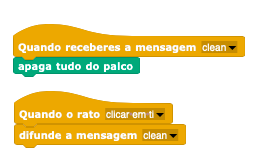 Quando receberes a mensagem clean
apaga tudo do palco
Quando o rato clicar em ti
difunde a mensagem clean